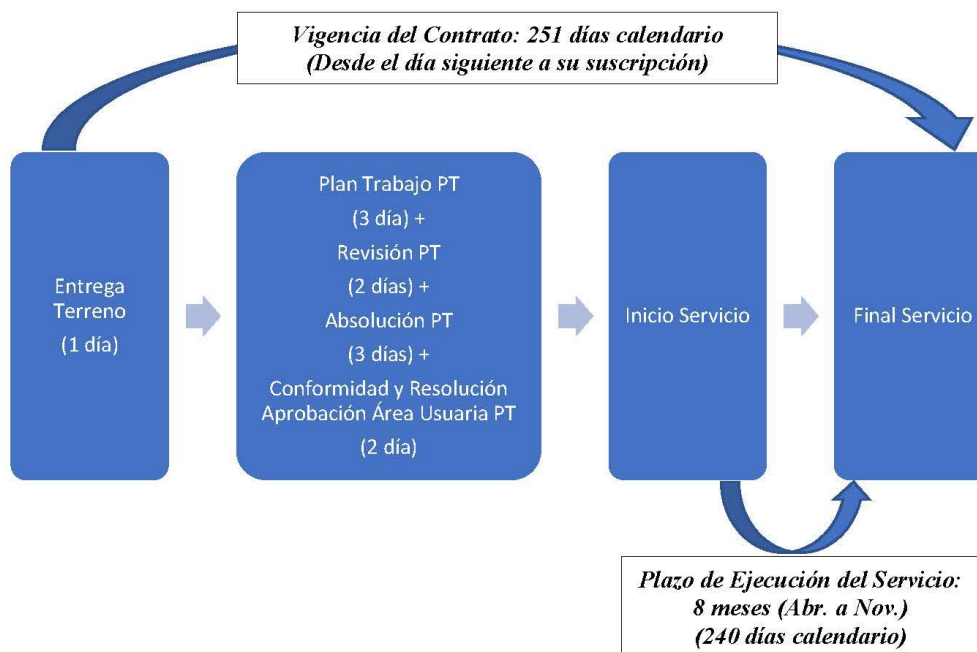 Vigencia del Contrato: 251 días calendario
(Desde el día siguiente a su suscripción)
Entrega
Terreno
(1 día)
Plan Trabajo PT
(3 día) +
Revisión PT
(2 días) +
Absolución PT
(3 días) +
Conformidad y Resolución
Aprobación Área Usuaria PT
(2 día)
Inicio Servicio
Final Servicio
Plazo de Ejecución del Servicio:
8 meses (Abr. a Nov.)
(240 días calendario)